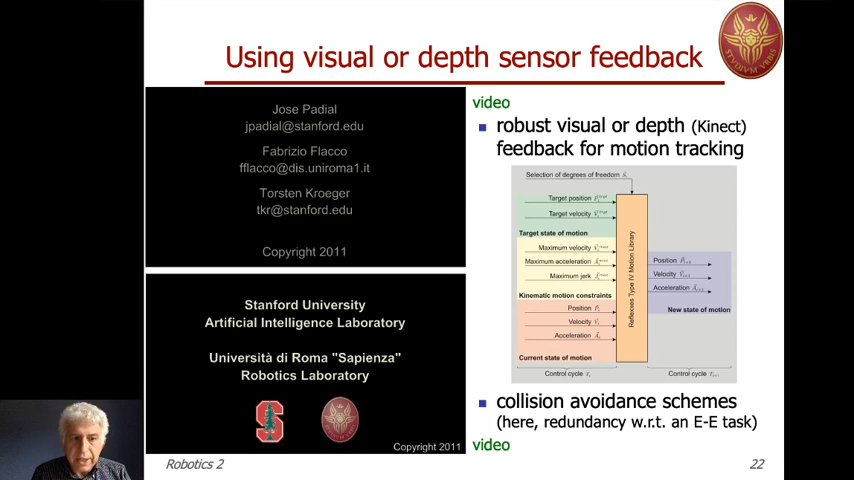 Using visual or depth sensor feedback
Jose Padial
jpadial@stanford.edu
Fabrizio Flacco
fflacco@dis.uniroma1.it
Torsten Kroeger
tkr@stanford.edu
Copyright 2011
Stanford University
Artificial Intelligence Laboratory
Università di Roma "Sapienza"
Robotics Laboratory
Copyright 2011
video
robust visual or depth (Kinect)
feedback for motion tracking
Selection of degrees of freedom
Target position
Target velocity
Target state of motion
Maximum velocity
Maximum acceleration
Maximum jerk
Kinematic motion constraints
Position
Velocity
Acceleration
Current state of motion
Control cycle
Reflexxes Type IV Motion Library
Position
Velocity
Acceleration
New state of motion
Control cycle
collision avoidance schemes
(here, redundancy w.r.t. an E-E task)
video
Robotics 2
22